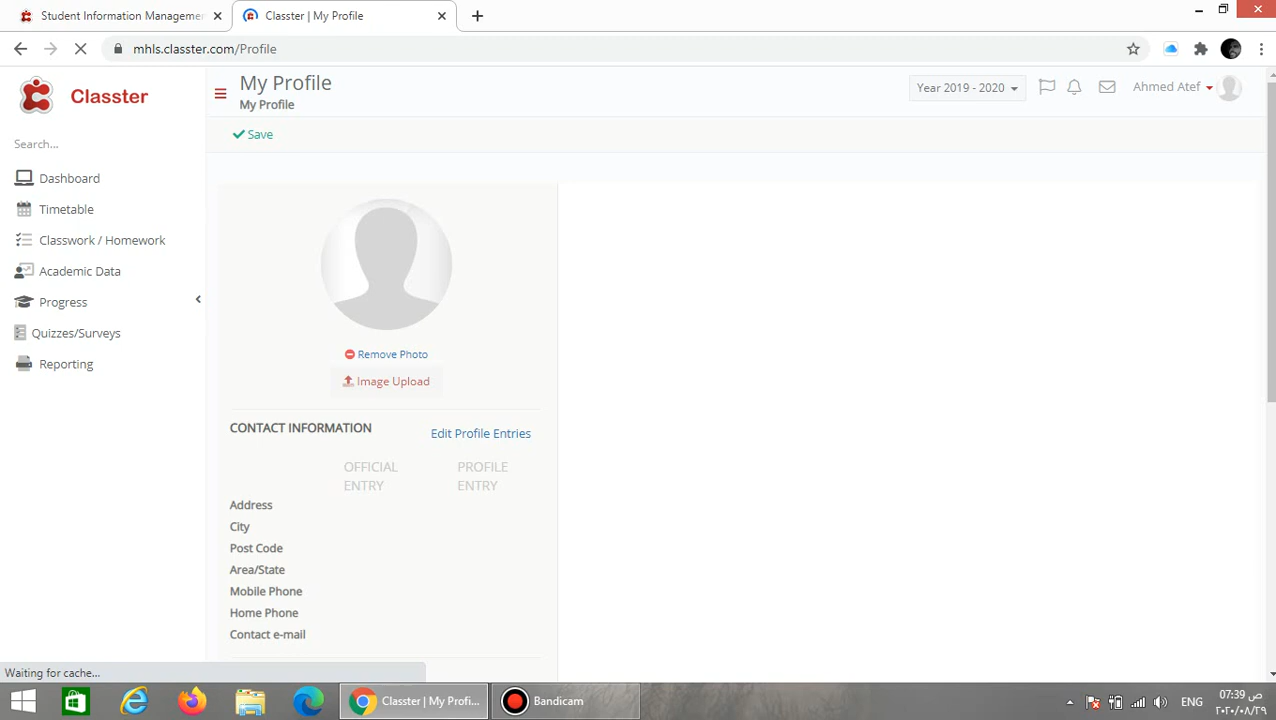 Student Information Managemen
Classter | My Profile
mhls.classter.com/Profile
Classter
My Profile
My Profile
Year 2019 - 2020
Ahmed Atef
Save
Search...
Dashboard
Timetable
Classwork / Homework
Academic Data
Progress
Quizzes/Surveys
Reporting
Remove Photo
Image Upload
CONTACT INFORMATION
Edit Profile Entries
OFFICIAL ENTRY
PROFILE ENTRY
Address
City
Post Code
Area/State
Mobile Phone
Home Phone
Contact e-mail
Waiting for cache...
Classter | My Profi...
Bandicam
ENG
07:39 ص
٢٠٢٠/٠٨/٢٩